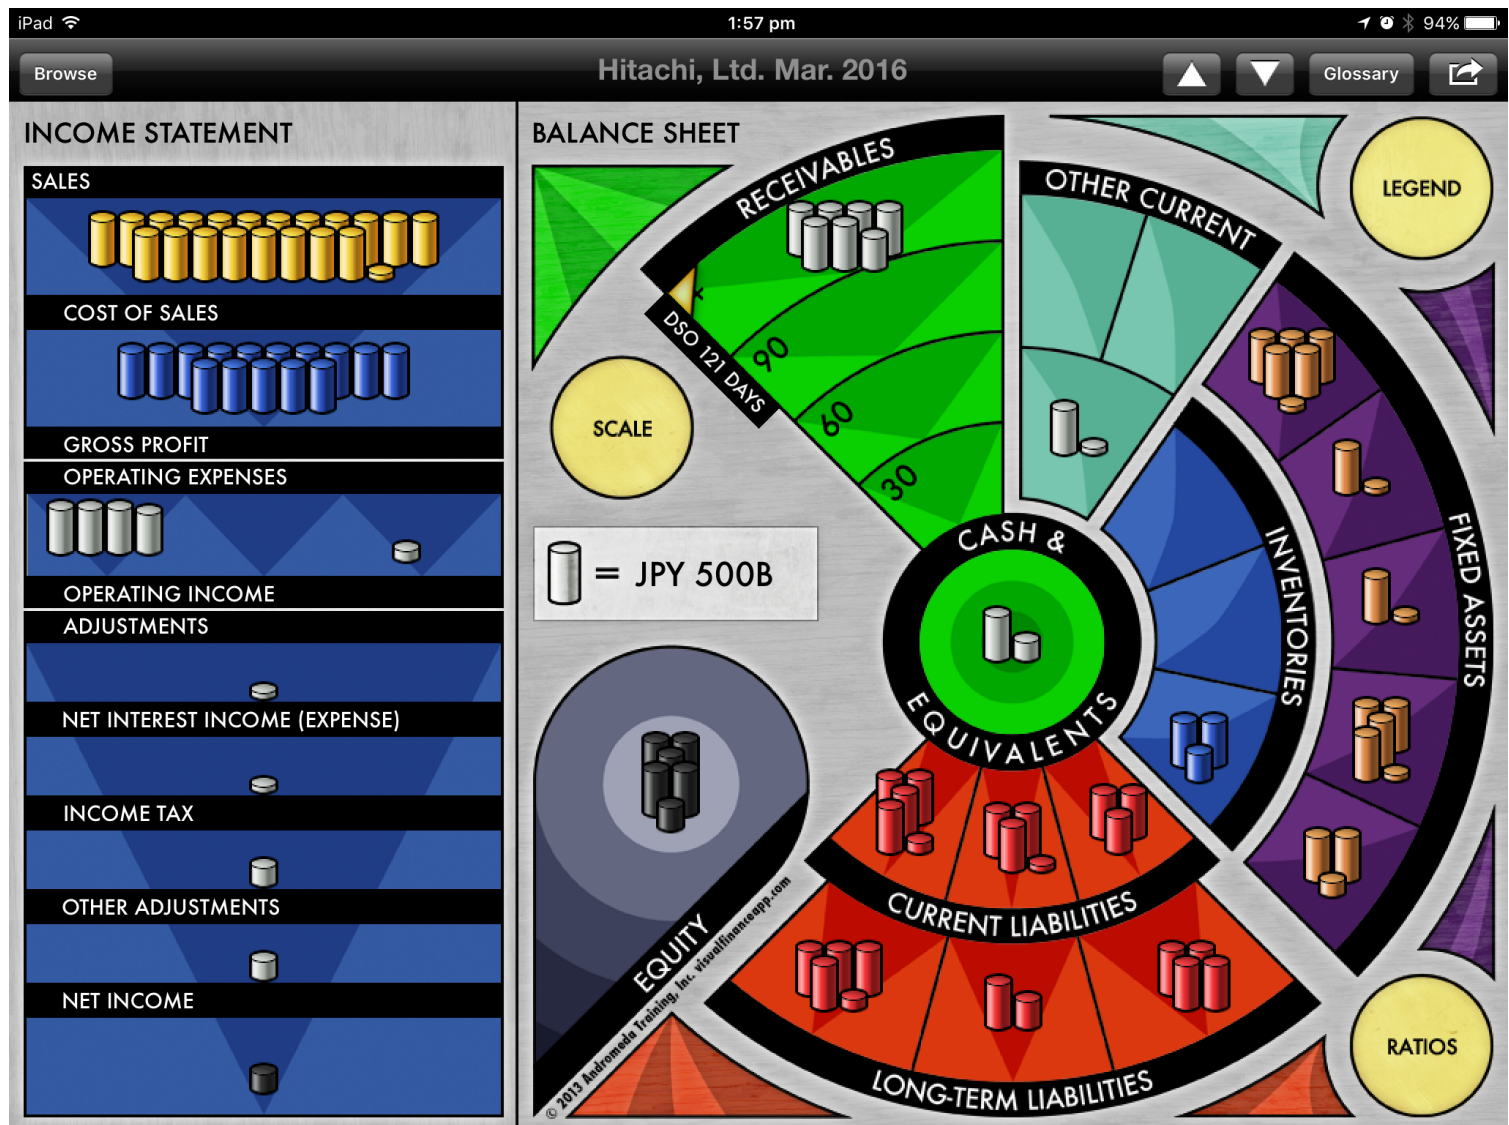 iPad
1:57 pm
94%
Browse
Hitachi, Ltd. Mar. 2016
Glossary
INCOME STATEMENT
SALES
COST OF SALES
GROSS PROFIT
OPERATING EXPENSES
OPERATING INCOME
ADJUSTMENTS
NET INTEREST INCOME (EXPENSE)
INCOME TAX
OTHER ADJUSTMENTS
NET INCOME
BALANCE SHEET
RECEIVABLES
+
DSO 121 DAYS
90
60
30
OTHER CURRENT
LEGEND
SCALE
= JPY 500B
CASH &
EQUIVALENTS
INVENTORIES
FIXED ASSETS
CURRENT LIABILITIES
LONG-TERM LIABILITIES
EQUITY
© 2013 Andromeda Training, Inc. visualfinanceapp.com
RATIOS